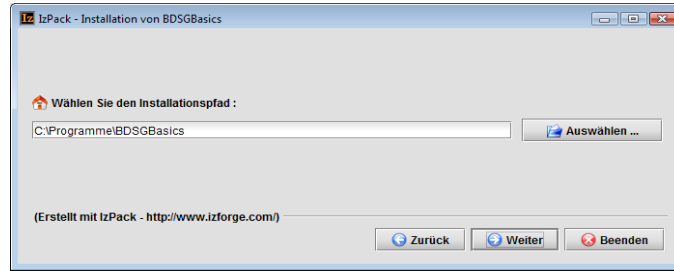 IzPack - Installation von BDSGBasics
Wählen Sie den Installationspfad :
C:\Programme\BDSGBasics
Auswählen ...
(Erstellt mit IzPack - http://www.izforge.com/)
Zurück
Weiter
Beenden